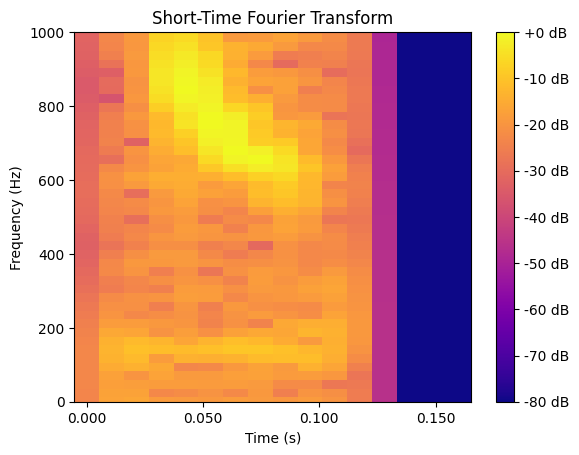 Short-Time Fourier Transform
1000
800
600
400
200
0
Frequency (Hz)
0.000
0.050
0.100
0.150
Time (s)
+0 dB
-10 dB
-20 dB
-30 dB
-40 dB
-50 dB
-60 dB
-70 dB
-80 dB